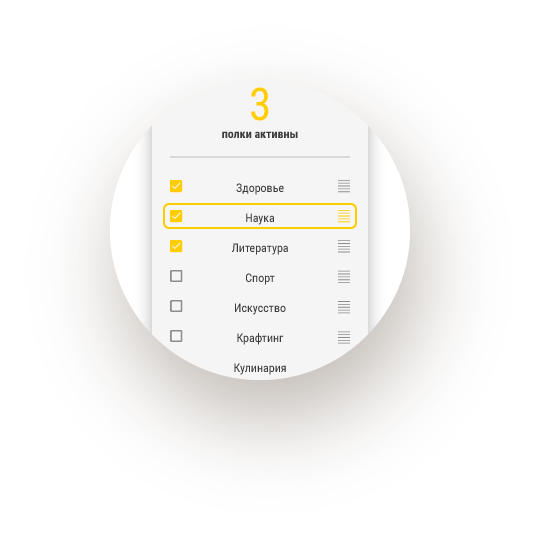 3
полки активны
Здоровье
Наука
Литература
Спорт
Искусство
Крафтинг
Кулинария